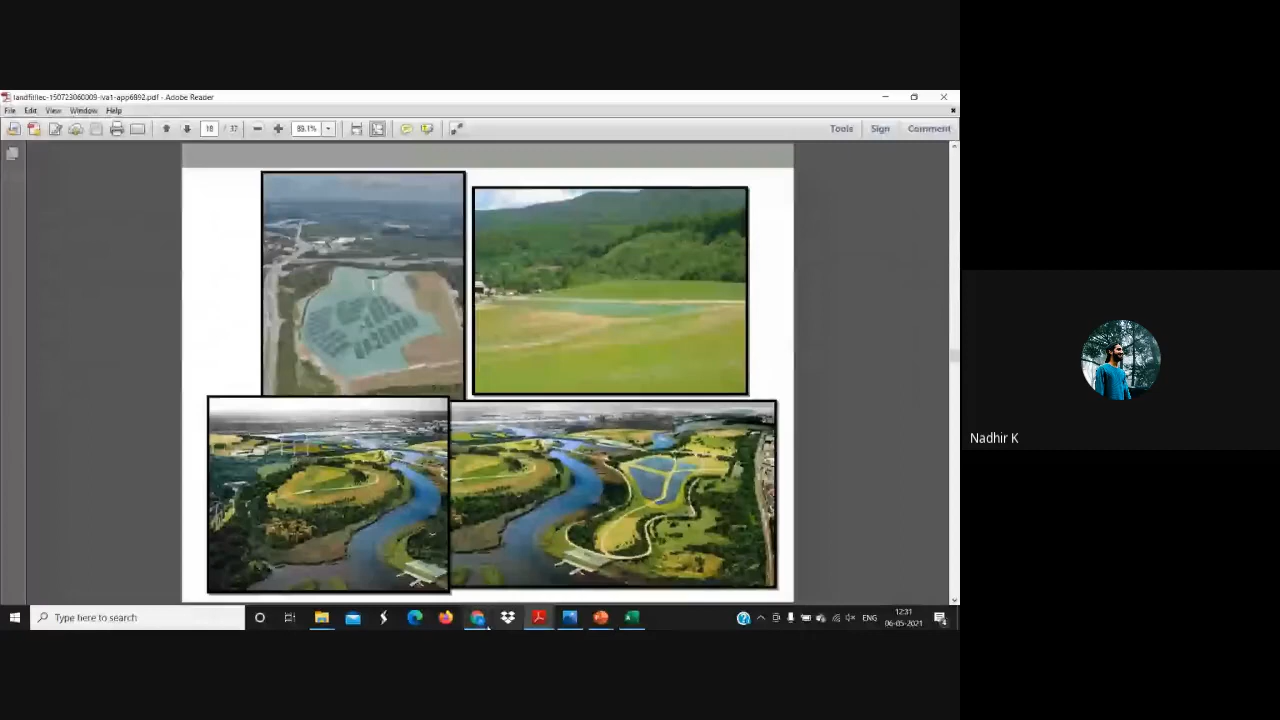 landfilllec-150723060009-lva1-app6892.pdf - Adobe Reader
File Edit View Window Help
18 / 37 89.1% Tools Sign Comment
Nadhir K
Type here to search
ENG
12:31
06-05-2021